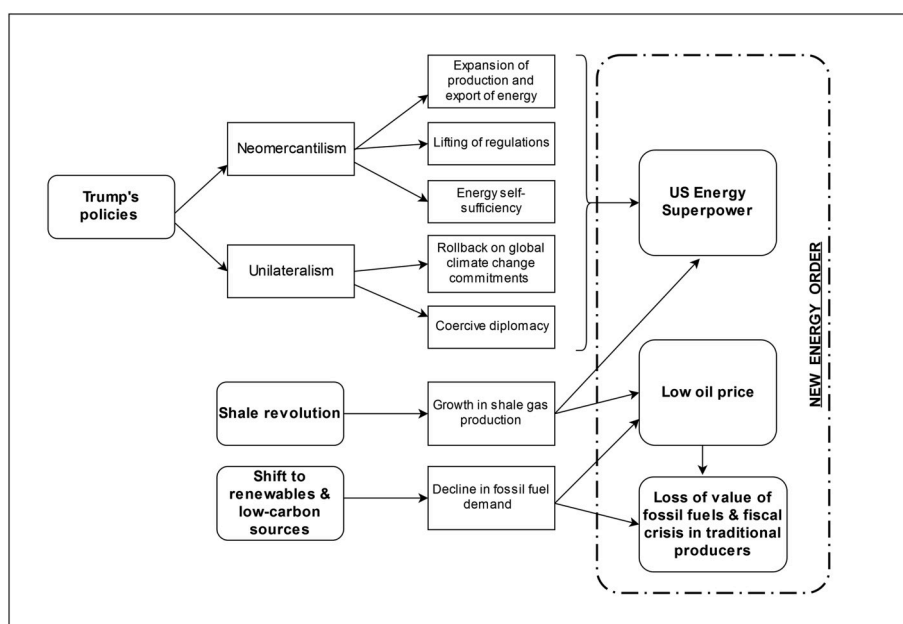 Expansion of
production and
export of energy
Neomercantilism
Lifting of regulations
Trump's
policies
Energy self-
sufficiency
US Energy
Superpower
Unilateralism
Rollback on global
climate change
commitments
Coercive diplomacy
NEW ENERGY ORDER
Shale revolution
Growth in shale gas
production
Low oil price
Shift to
renewables &
low-carbon
sources
Decline in fossil fuel
demand
Loss of value of
fossil fuels & fiscal
crisis in traditional
producers